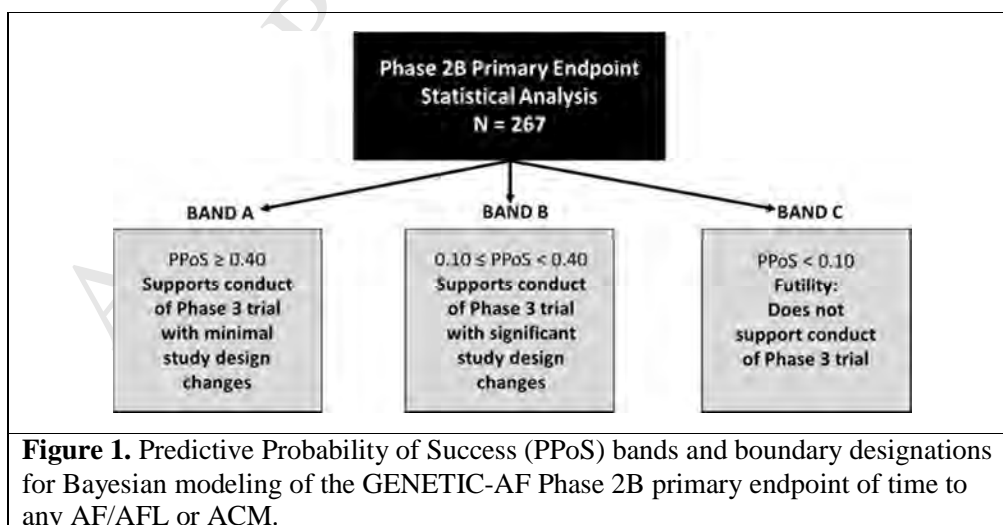 Phase 2B Primary Endpoint
Statistical Analysis
N = 267
BAND A
BAND B
BAND C
PPoS ≥ 0.40
Supports conduct
of Phase 3 trial
with minimal
study design
changes
0.10 ≤ PPoS < 0.40
Supports conduct
of Phase 3 trial
with significant
study design
changes
PPoS < 0.10
Futility:
Does not
support conduct
of Phase 3 trial
Figure 1. Predictive Probability of Success (PPoS) bands and boundary designations
for Bayesian modeling of the GENETIC-AF Phase 2B primary endpoint of time to
any AF/AFL or ACM.